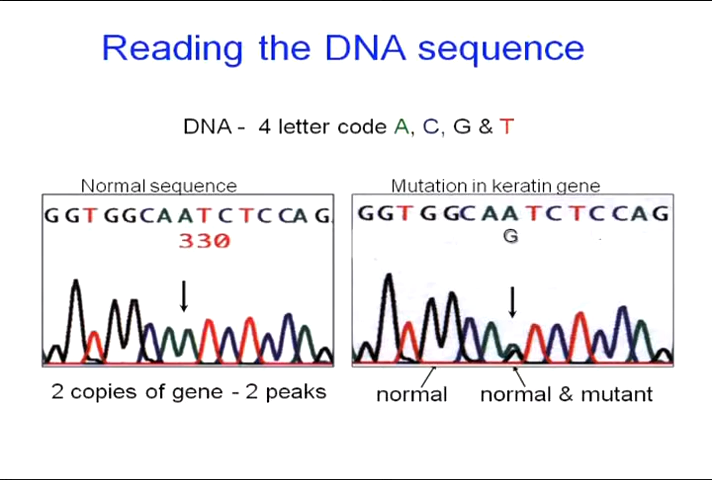 Reading the DNA sequence
DNA - 4 letter code A, C, G & T
Normal sequence
GGTGGCAATCTCCAG
330
2 copies of gene - 2 peaks
Mutation in keratin gene
GGTGGCAATCTCCAG
G
normal
normal & mutant